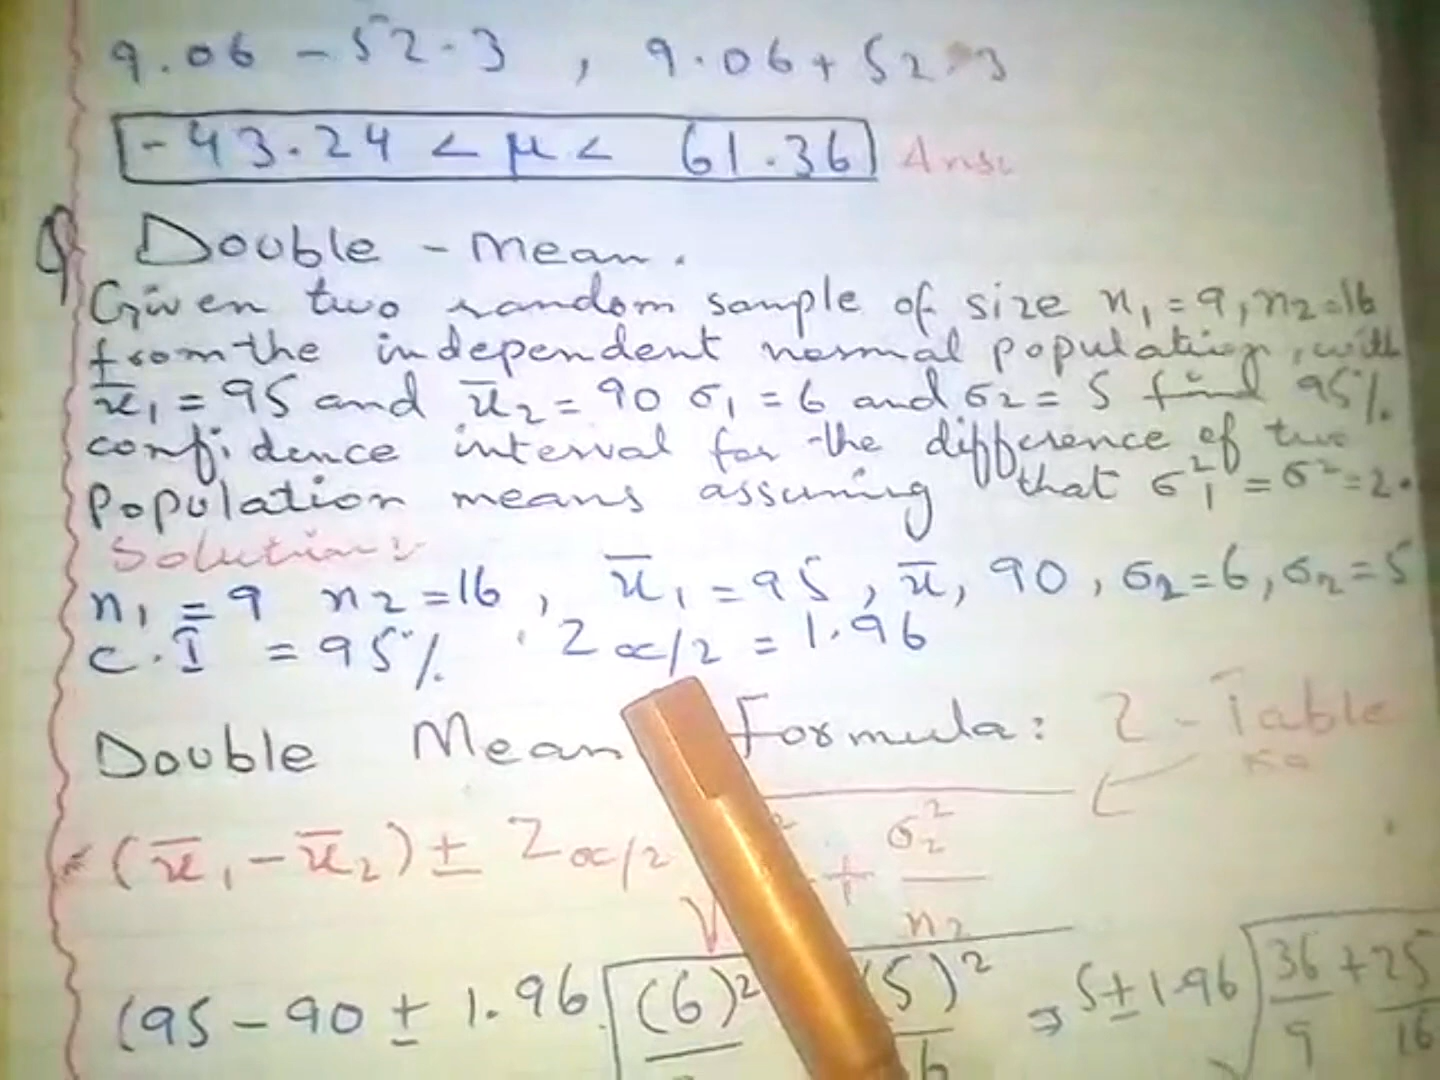 9.06 - 52.3 , 9.06 + 52.3
-43.24 < μ < 61.36 Ans
Q Double - Mean.
Given two random sample of size n₁ = 9, n₂ = 16
from the independent normal population, with
x̄₁ = 95 and x̄₂ = 90 σ₁ = 6 and σ₂ = 5 find 95%
confidence interval for the difference of two
Population means assuming that σ₁² = σ² = 2.
Solution:
n₁ = 9 n₂ = 16, x̄₁ = 95, x̄, 90, σ₂ = 6, σ₂ = 5
C.I = 95% , Z α/2 = 1.96
Double Mean Formula: Z - Table
(x̄₁ - x̄₂) ± Z α/2 √ + σ₂²/n₂
(95 - 90 ± 1.96 √(6)² (5)²/6 ⇒ 5 ± 1.96 √36/9 + 25/16